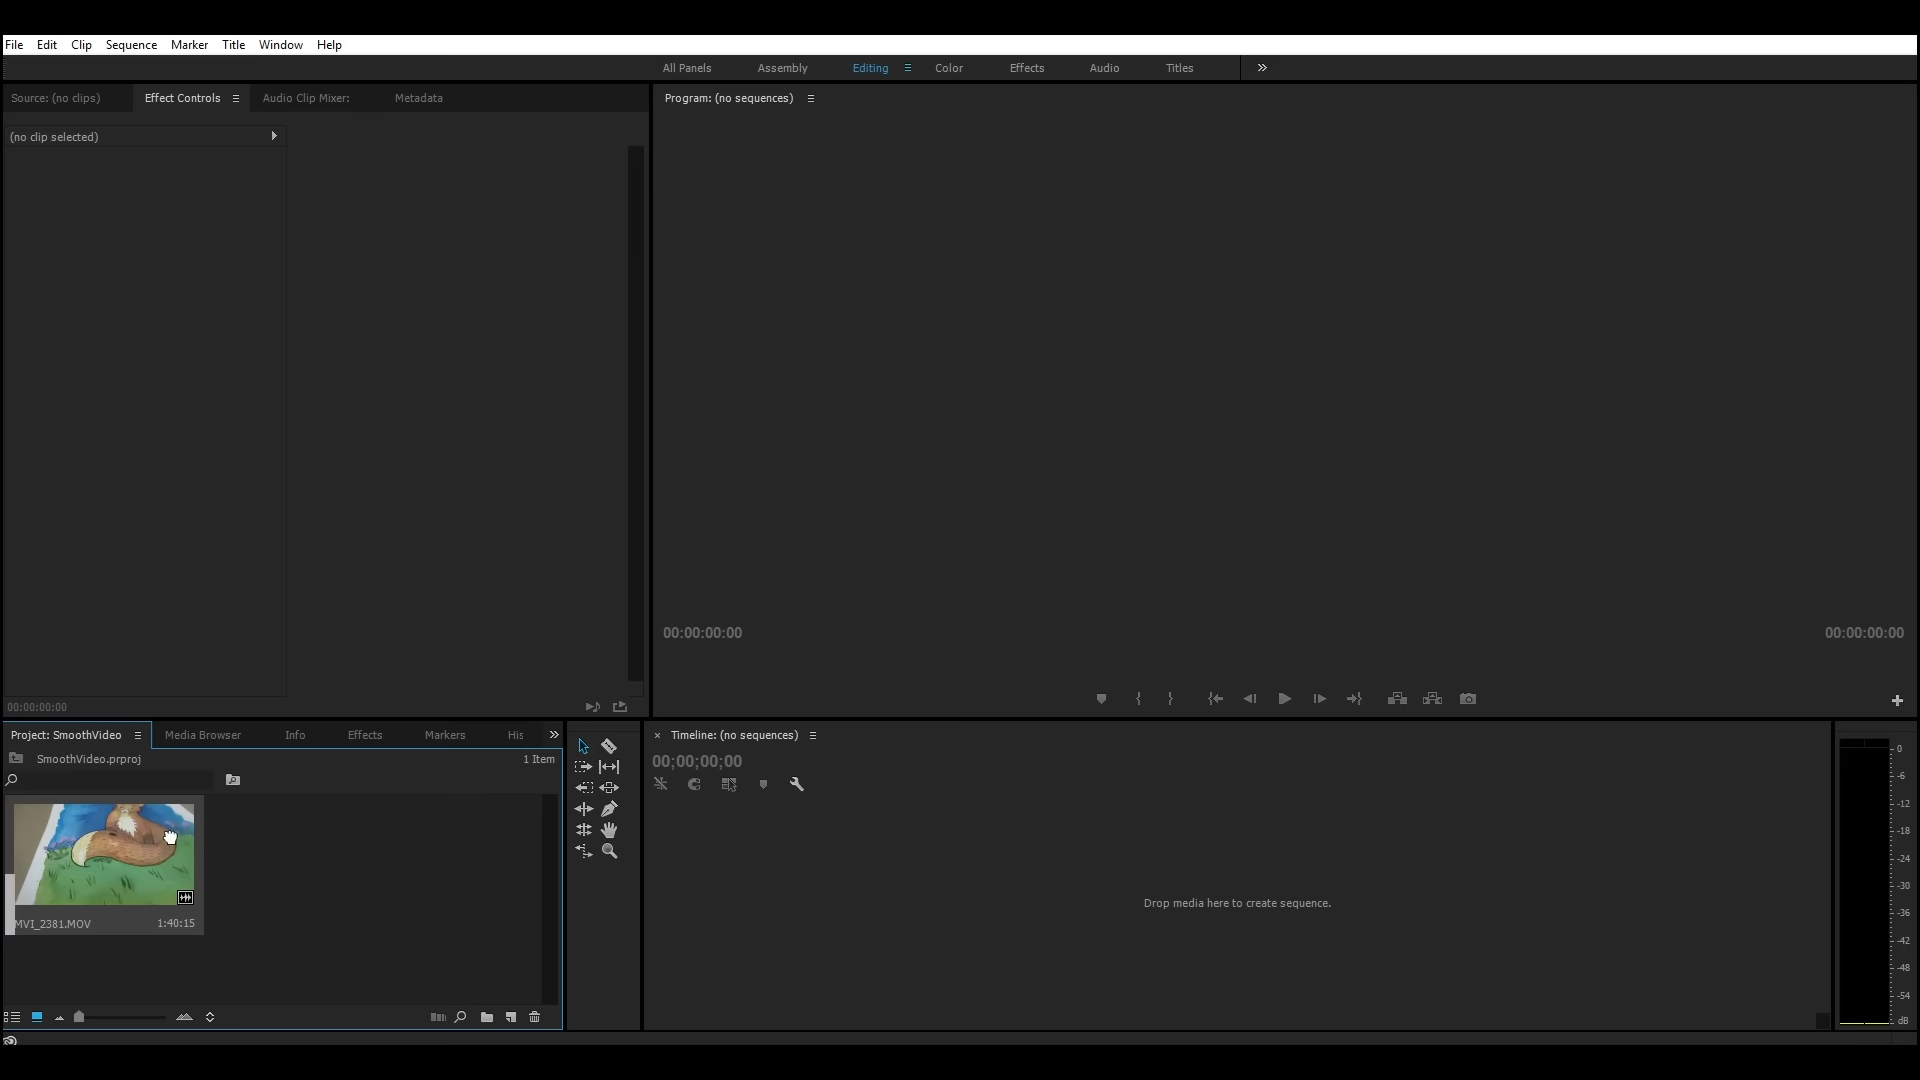 File Edit Clip Sequence Marker Title Window Help
All Panels Assembly Editing Color Effects Audio Titles
Source: (no clips) Effect Controls Audio Clip Mixer: Metadata
Program: (no sequences)
(no clip selected)
00:00:00:00
00:00:00:00 00:00:00:00
Project: SmoothVideo Media Browser Info Effects Markers His
SmoothVideo.prproj 1 Item
MVI_2381.MOV 1:40:15
Timeline: (no sequences)
00;00;00;00
Drop media here to create sequence.
0
-6
-12
-18
-24
-30
-36
-42
-48
-54
dB